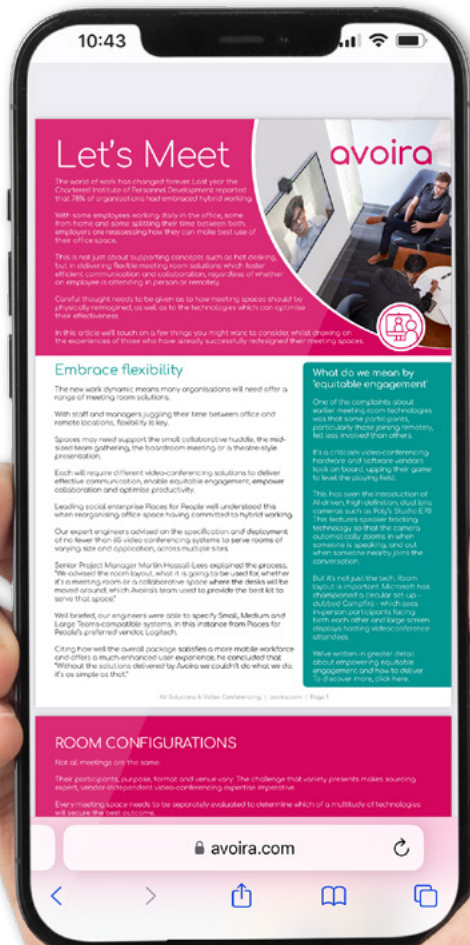 10:43
Let's Meet
avoira
The world of work has changed forever. Last year the
Chartered Institute of Personnel Development reported
that 78% of organisations had embraced hybrid working.
With some employees working daily in the office, some
from home and some splitting their time between both,
employers are reassessing how they can make best use of
their office space.
This is not just about supporting concepts such as hot desking,
but in delivering flexible meeting room solutions which foster
efficient communication and collaboration, regardless of whether
an employee is attending in person or remotely.
Careful thought needs to be given as to how meeting spaces should be
physically reimagined, as well as to the technologies which can optimise
their effectiveness.
In this article we'll touch on a few things you might want to consider, whilst drawing on
the experiences of those who have already successfully redesigned their meeting spaces.
Embrace flexibility
The new work dynamic means many organisations will need offer a
range of meeting room solutions.
With staff and managers juggling their time between office and
remote locations, flexibility is key.
Spaces may need support the small collaborative huddle, the mid-
sized team gathering, the boardroom meeting or a theatre-style
presentation.
Each will require different video-conferencing solutions to deliver
effective communication, enable equitable engagement, empower
collaboration and optimise productivity.
Leading social enterprise Places for People well understood this
when reorganising office space having committed to hybrid working.
Our expert engineers advised on the specification and deployment
of no fewer than 65 video conferencing systems to serve rooms of
varying size and application, across multiple sites.
Senior Project Manager Martin Hassall-Lees explained the process.
"We advised the room layout, what it is going to be used for, whether
it's a meeting room or a collaborative space where the desks will be
moved around, which Avoira's team used to provide the best kit to
serve that space."
Well briefed, our engineers were able to specify Small, Medium and
Large Teams-compatible systems, in this instance from Places for
People's preferred vendor, Logitech.
Citing how well the overall package satisfies a more mobile workforce
and offers a much-enhanced user experience, he concluded that
"Without the solutions delivered by Avoira we couldn't do what we do,
it's as simple as that."
What do we mean by
'equitable engagement'
One of the complaints about
earlier meeting room technologies
was that some participants,
particularly those joining remotely,
felt less involved than others.
It's a criticism video-conferencing
hardware and software vendors
took on board, upping their game
to level the playing field.
This has seen the introduction of
AI-driven, high definition, dual lens
cameras such as Poly's Studio E70.
This features speaker tracking
technology so that the camera
automatically zooms in when
someone is speaking, and out
when someone nearby joins the
conversation.
But it's not just the tech. Room
layout is important. Microsoft has
championed a circular set-up -
dubbed Campfire - which sees
in-person participants facing
both each other and large screen
displays hosting videoconference
attendees.
We've written in greater detail
about empowering equitable
engagement and how to deliver.
To discover more, click here.
AV Solutions & Video Conferencing | avoira.com | Page 1
ROOM CONFIGURATIONS
Not all meetings are the same.
Their participants, purpose, format and venue vary. The challenge that variety presents makes sourcing
expert, vendor-independent video-conferencing expertise imperative.
Every meeting space needs to be separately evaluated to determine which of a multitude of technologies
will secure the best outcome.
avoira.com